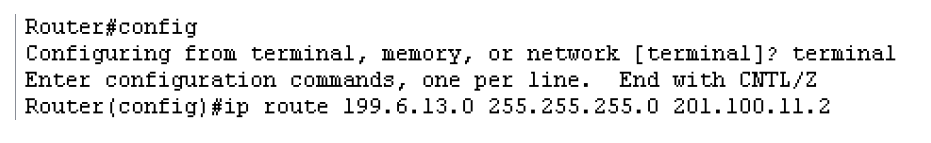 Router#config
Configuring from terminal, memory, or network [terminal]? terminal
Enter configuration commands, one per line.  End with CNTL/Z
Router(config)#ip route 199.6.13.0 255.255.255.0 201.100.11.2